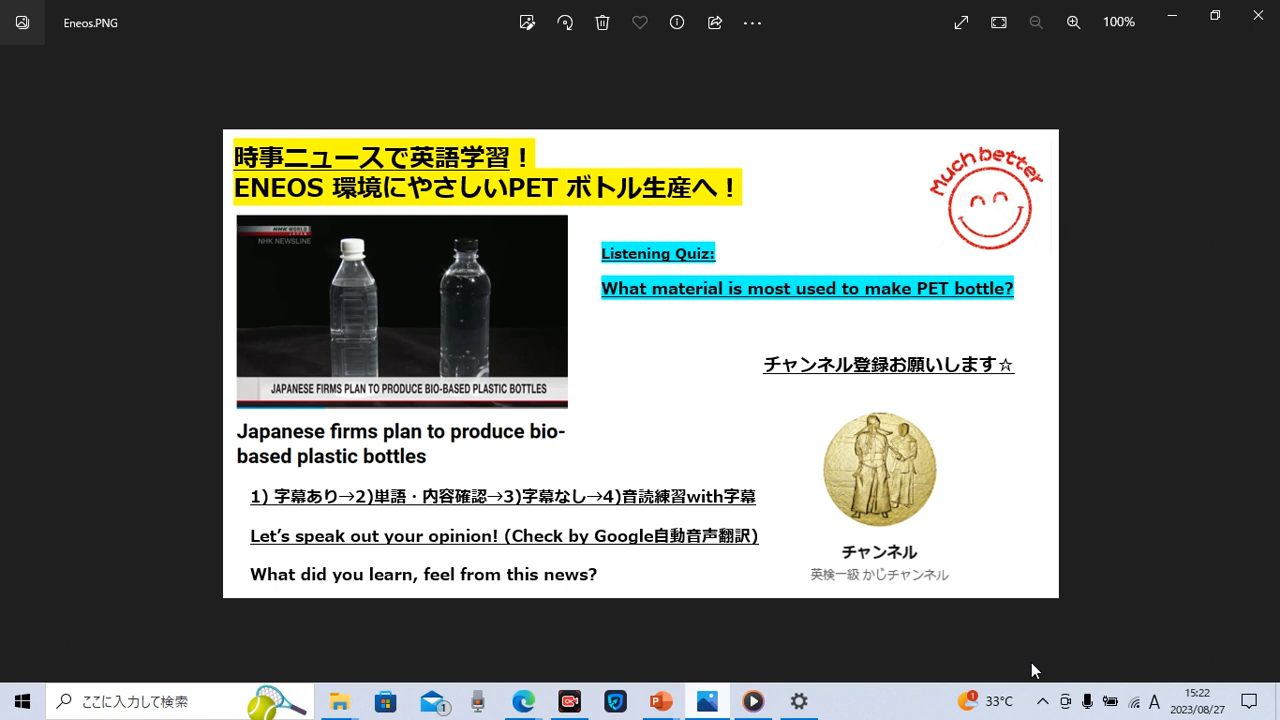 Eneos.PNG
100%
時事ニュースで英語学習！
ENEOS 環境にやさしいPET ボトル生産へ！
Much better
NHK WORLD
JAPAN
NHK NEWSLINE
Listening Quiz:
What material is most used to make PET bottle?
チャンネル登録お願いします☆
JAPANESE FIRMS PLAN TO PRODUCE BIO-BASED PLASTIC BOTTLES
Japanese firms plan to produce bio-
based plastic bottles
1) 字幕あり→2)単語・内容確認→3)字幕なし→4)音読練習with字幕
Let’s speak out your opinion! (Check by Google自動音声翻訳)
What did you learn, feel from this news?
チャンネル
英検一級 かじチャンネル
ここに入力して検索
1
1
33°C
A
15:22
2023/08/27